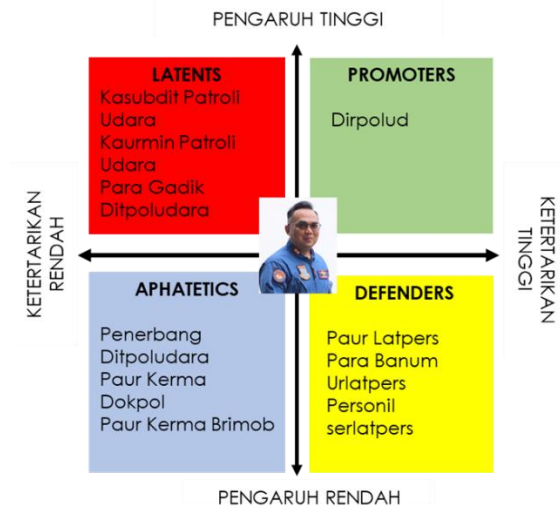 PENGARUH TINGGI
LATENTS
Kasubdit Patroli
Udara
Kaurmin Patroli
Udara
Para Gadik
Ditpoludara
PROMOTERS
Dirpolud
KETERTARIKAN
RENDAH
KETERTARIKAN
TINGGI
APHATETICS
Penerbang
Ditpoludara
Paur Kerma
Dokpol
Paur Kerma Brimob
DEFENDERS
Paur Latpers
Para Banum
Urlatpers
Personil
serlatpers
PENGARUH RENDAH